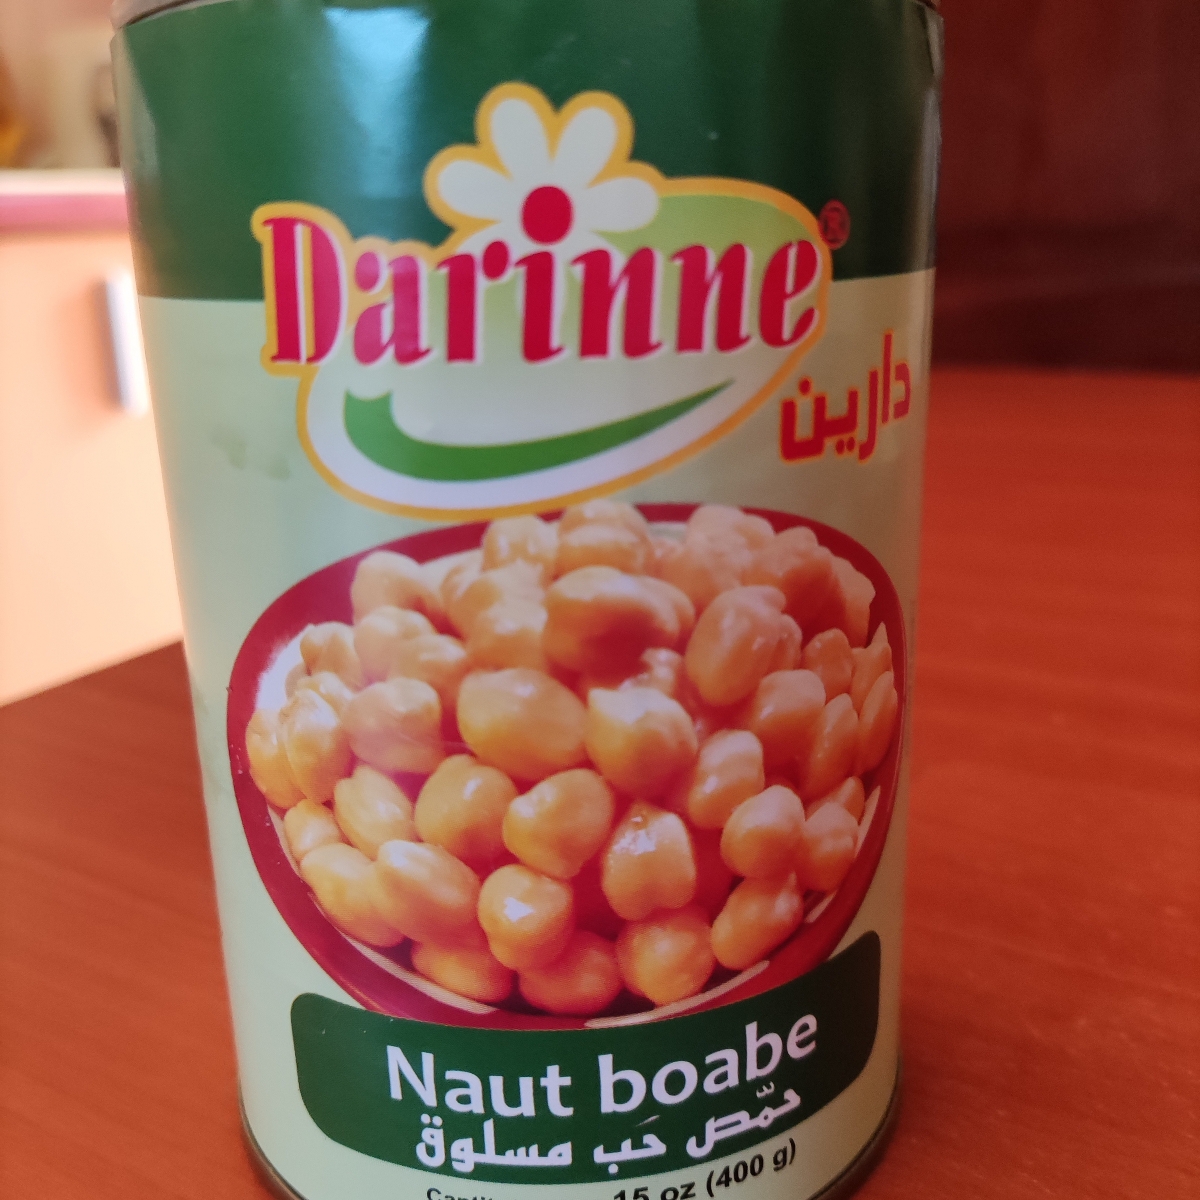 Darinne®
دارين
Naut boabe
حمّص حَب مسلوق
15 oz (400 g)